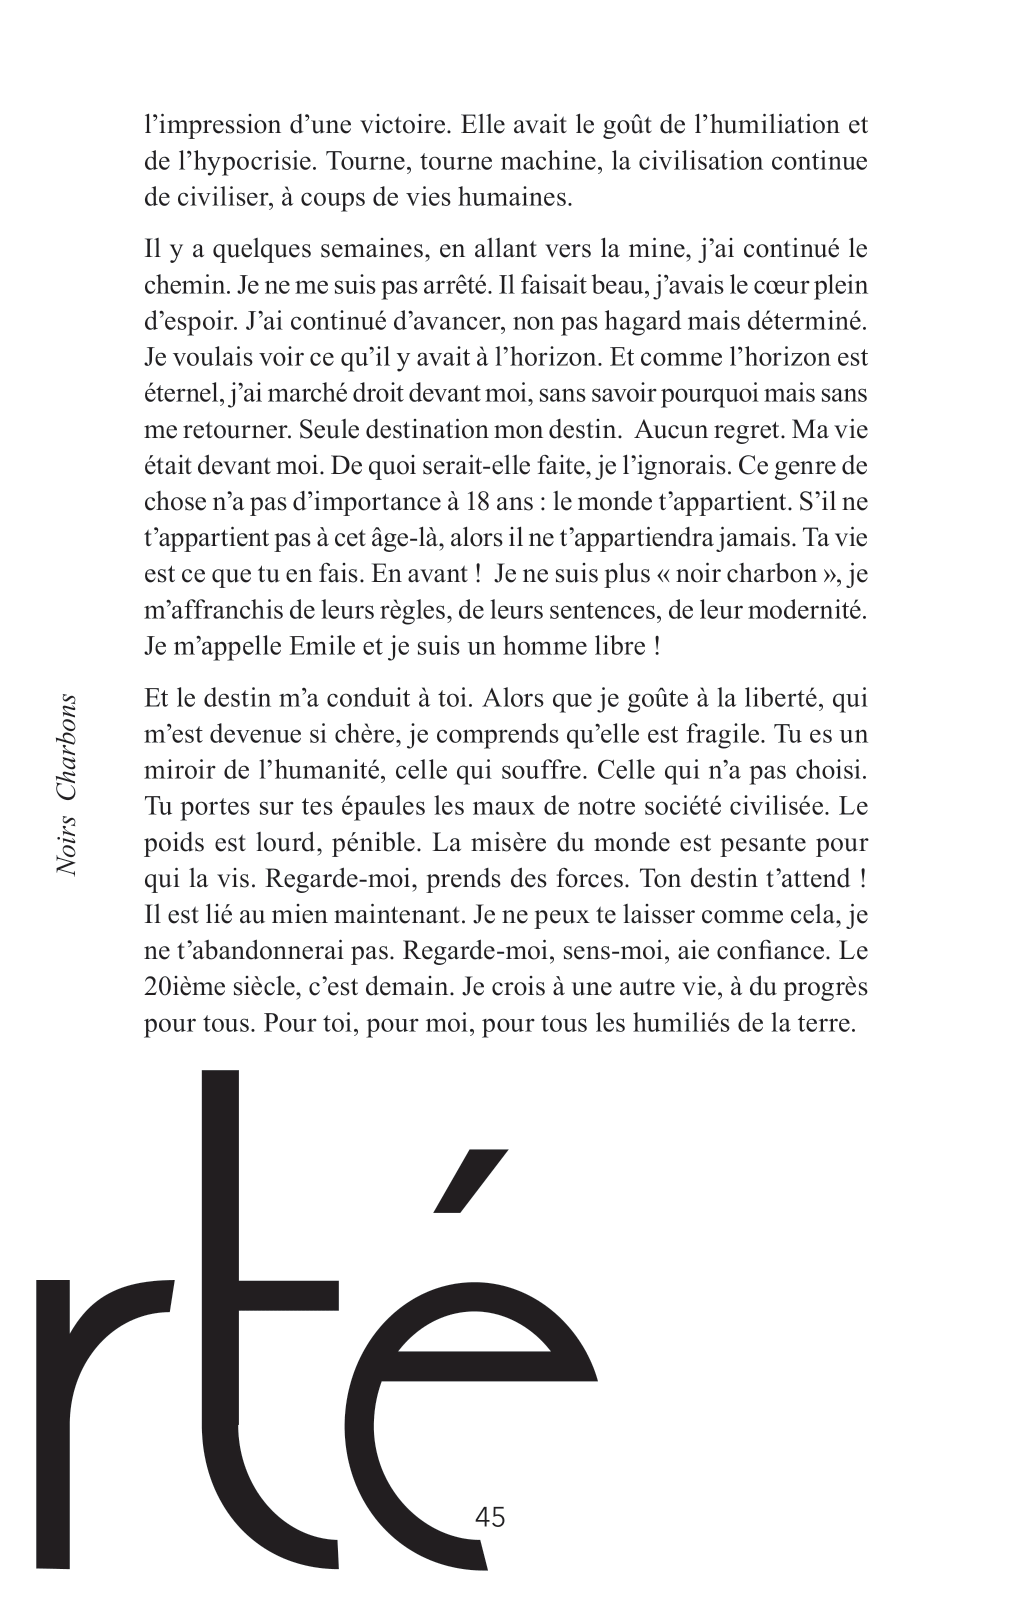 l’impression d’une victoire. Elle avait le goût de l’humiliation et
de l’hypocrisie. Tourne, tourne machine, la civilisation continue
de civiliser, à coups de vies humaines.
Il y a quelques semaines, en allant vers la mine, j’ai continué le
chemin. Je ne me suis pas arrêté. Il faisait beau, j’avais le cœur plein
d’espoir. J’ai continué d’avancer, non pas hagard mais déterminé.
Je voulais voir ce qu’il y avait à l’horizon. Et comme l’horizon est
éternel, j’ai marché droit devant moi, sans savoir pourquoi mais sans
me retourner. Seule destination mon destin.  Aucun regret. Ma vie
était devant moi. De quoi serait-elle faite, je l’ignorais. Ce genre de
chose n’a pas d’importance à 18 ans : le monde t’appartient. S’il ne
t’appartient pas à cet âge-là, alors il ne t’appartiendra jamais. Ta vie
est ce que tu en fais. En avant !  Je ne suis plus « noir charbon », je
m’affranchis de leurs règles, de leurs sentences, de leur modernité.
Je m’appelle Emile et je suis un homme libre !
Et le destin m’a conduit à toi. Alors que je goûte à la liberté, qui
m’est devenue si chère, je comprends qu’elle est fragile. Tu es un
miroir de l’humanité, celle qui souffre. Celle qui n’a pas choisi.
Tu portes sur tes épaules les maux de notre société civilisée. Le
poids est lourd, pénible. La misère du monde est pesante pour
qui la vis. Regarde-moi, prends des forces. Ton destin t’attend !
Il est lié au mien maintenant. Je ne peux te laisser comme cela, je
ne t’abandonnerai pas. Regarde-moi, sens-moi, aie confiance. Le
20ième siècle, c’est demain. Je crois à une autre vie, à du progrès
pour tous. Pour toi, pour moi, pour tous les humiliés de la terre.
Noirs Charbons
rté
45